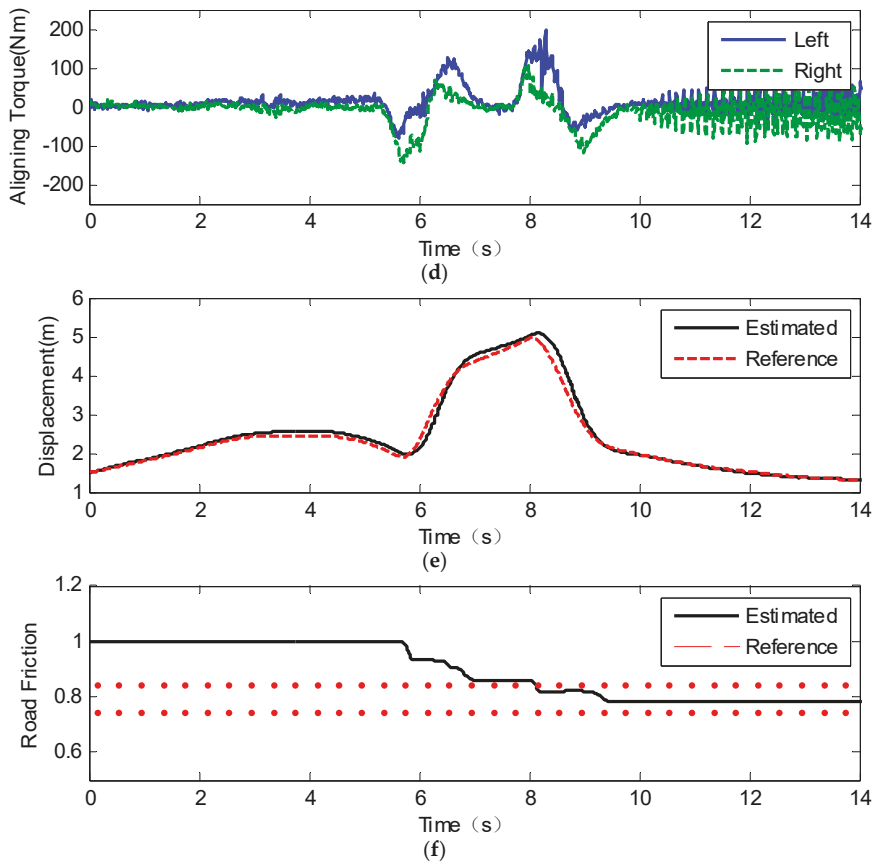 Aligning Torque(Nm)
200
100
0
-100
-200
Left
Right
0 2 4 6 8 10 12 14
Time（s）
(d)
Displacement(m)
6
5
4
3
2
1
Estimated
Reference
0 2 4 6 8 10 12 14
Time（s）
(e)
Road Friction
1.2
1
0.8
0.6
Estimated
Reference
0 2 4 6 8 10 12 14
Time（s）
(f)